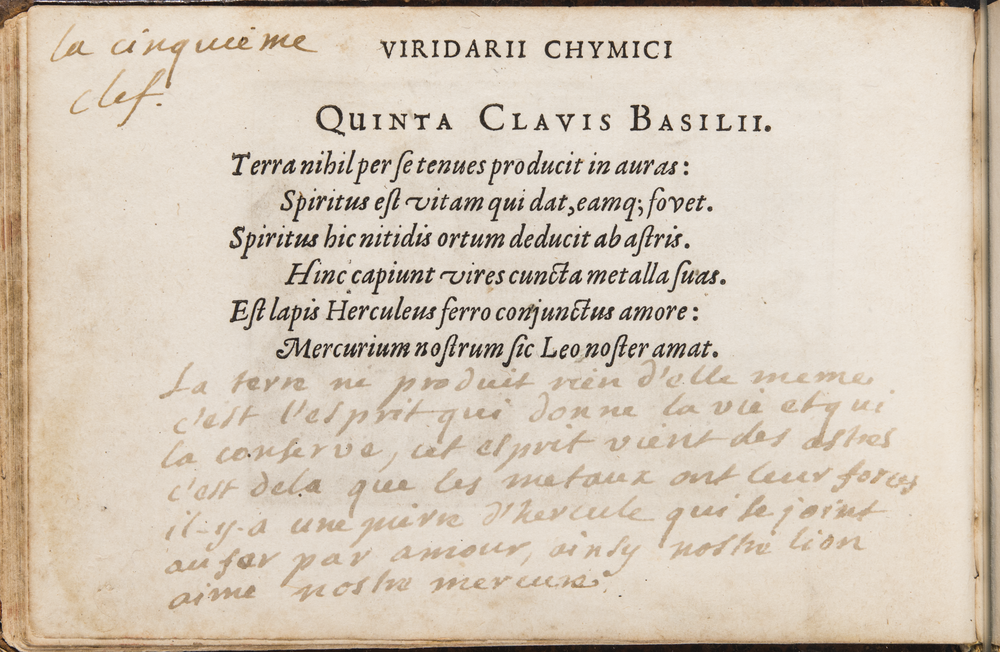 la cinquieme
clef.
VIRIDARII CHYMICI
QUINTA CLAVIS BASILII.
Terra nihil per ſe tenues producit in auras:
Spiritus eſt vitam qui dat, eamq; fovet.
Spiritus hic nitidis ortum deducit ab aſtris.
Hinc capiunt vires cuncta metalla ſuas.
Eſt lapis Herculeus ferro conjunctus amore:
Mercurium noſtrum ſic Leo noſter amat.
La terre ne produit rien d'elle meme
c'est l'esprit qui donne la vie et qui
la conserve, cet esprit vient des astres
c'est dela que les metaux ont leur forces
il-y-a une pierre d'hercule qui se joint
au fer par amour, ainsy nostre lion
aime nostre mercure.